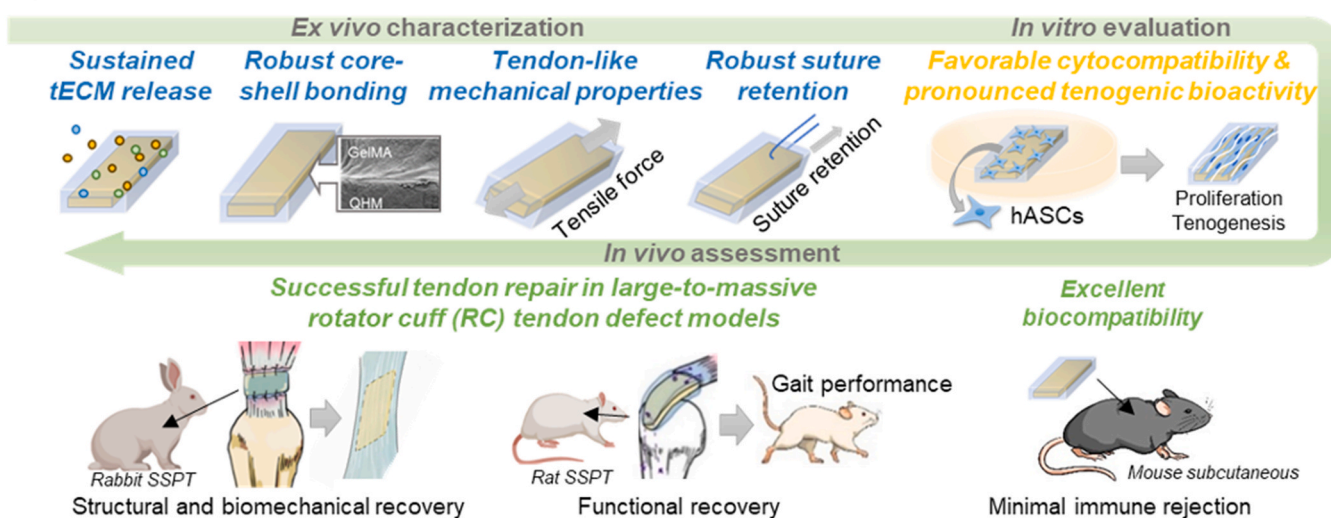 Ex vivo characterization
In vitro evaluation
Sustained
tECM release
Robust core-
shell bonding
Tendon-like
mechanical properties
Robust suture
retention
Favorable cytocompatibility &
pronounced tenogenic bioactivity
GelMA
QHM
Tensile force
Suture retention
hASCs
Proliferation
Tenogenesis
In vivo assessment
Successful tendon repair in large-to-massive
rotator cuff (RC) tendon defect models
Excellent
biocompatibility
Rabbit SSPT
Structural and biomechanical recovery
Rat SSPT
Gait performance
Functional recovery
Mouse subcutaneous
Minimal immune rejection